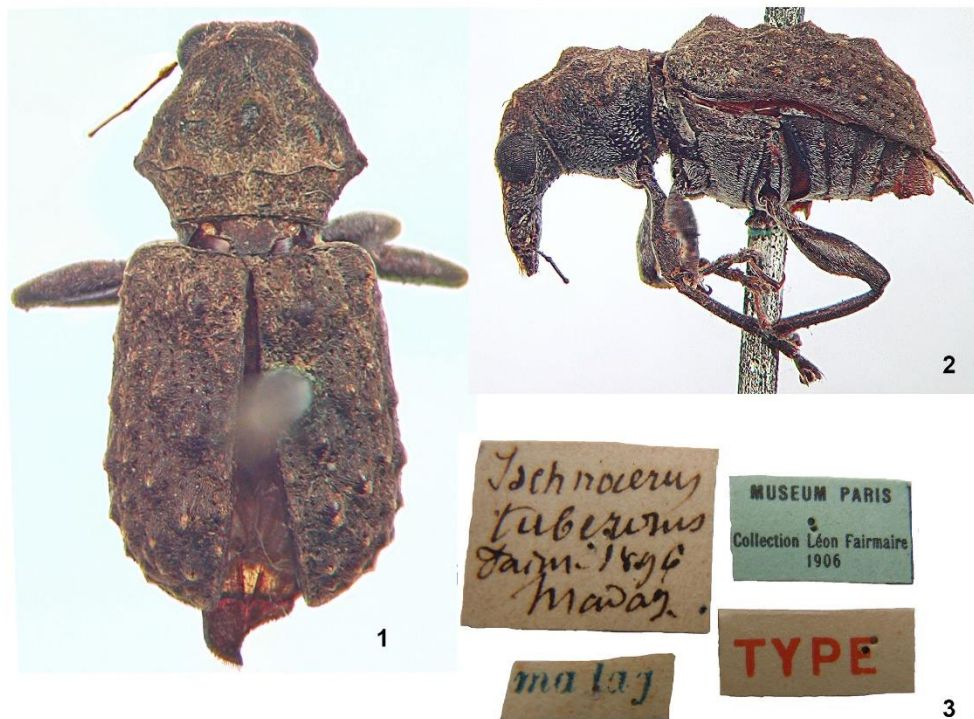 1
2
Ischnocerus
tuberosus
Fairm. 1896
Madag.
MUSEUM PARIS
Collection Léon Fairmaire
1906
malag
TYPE
3